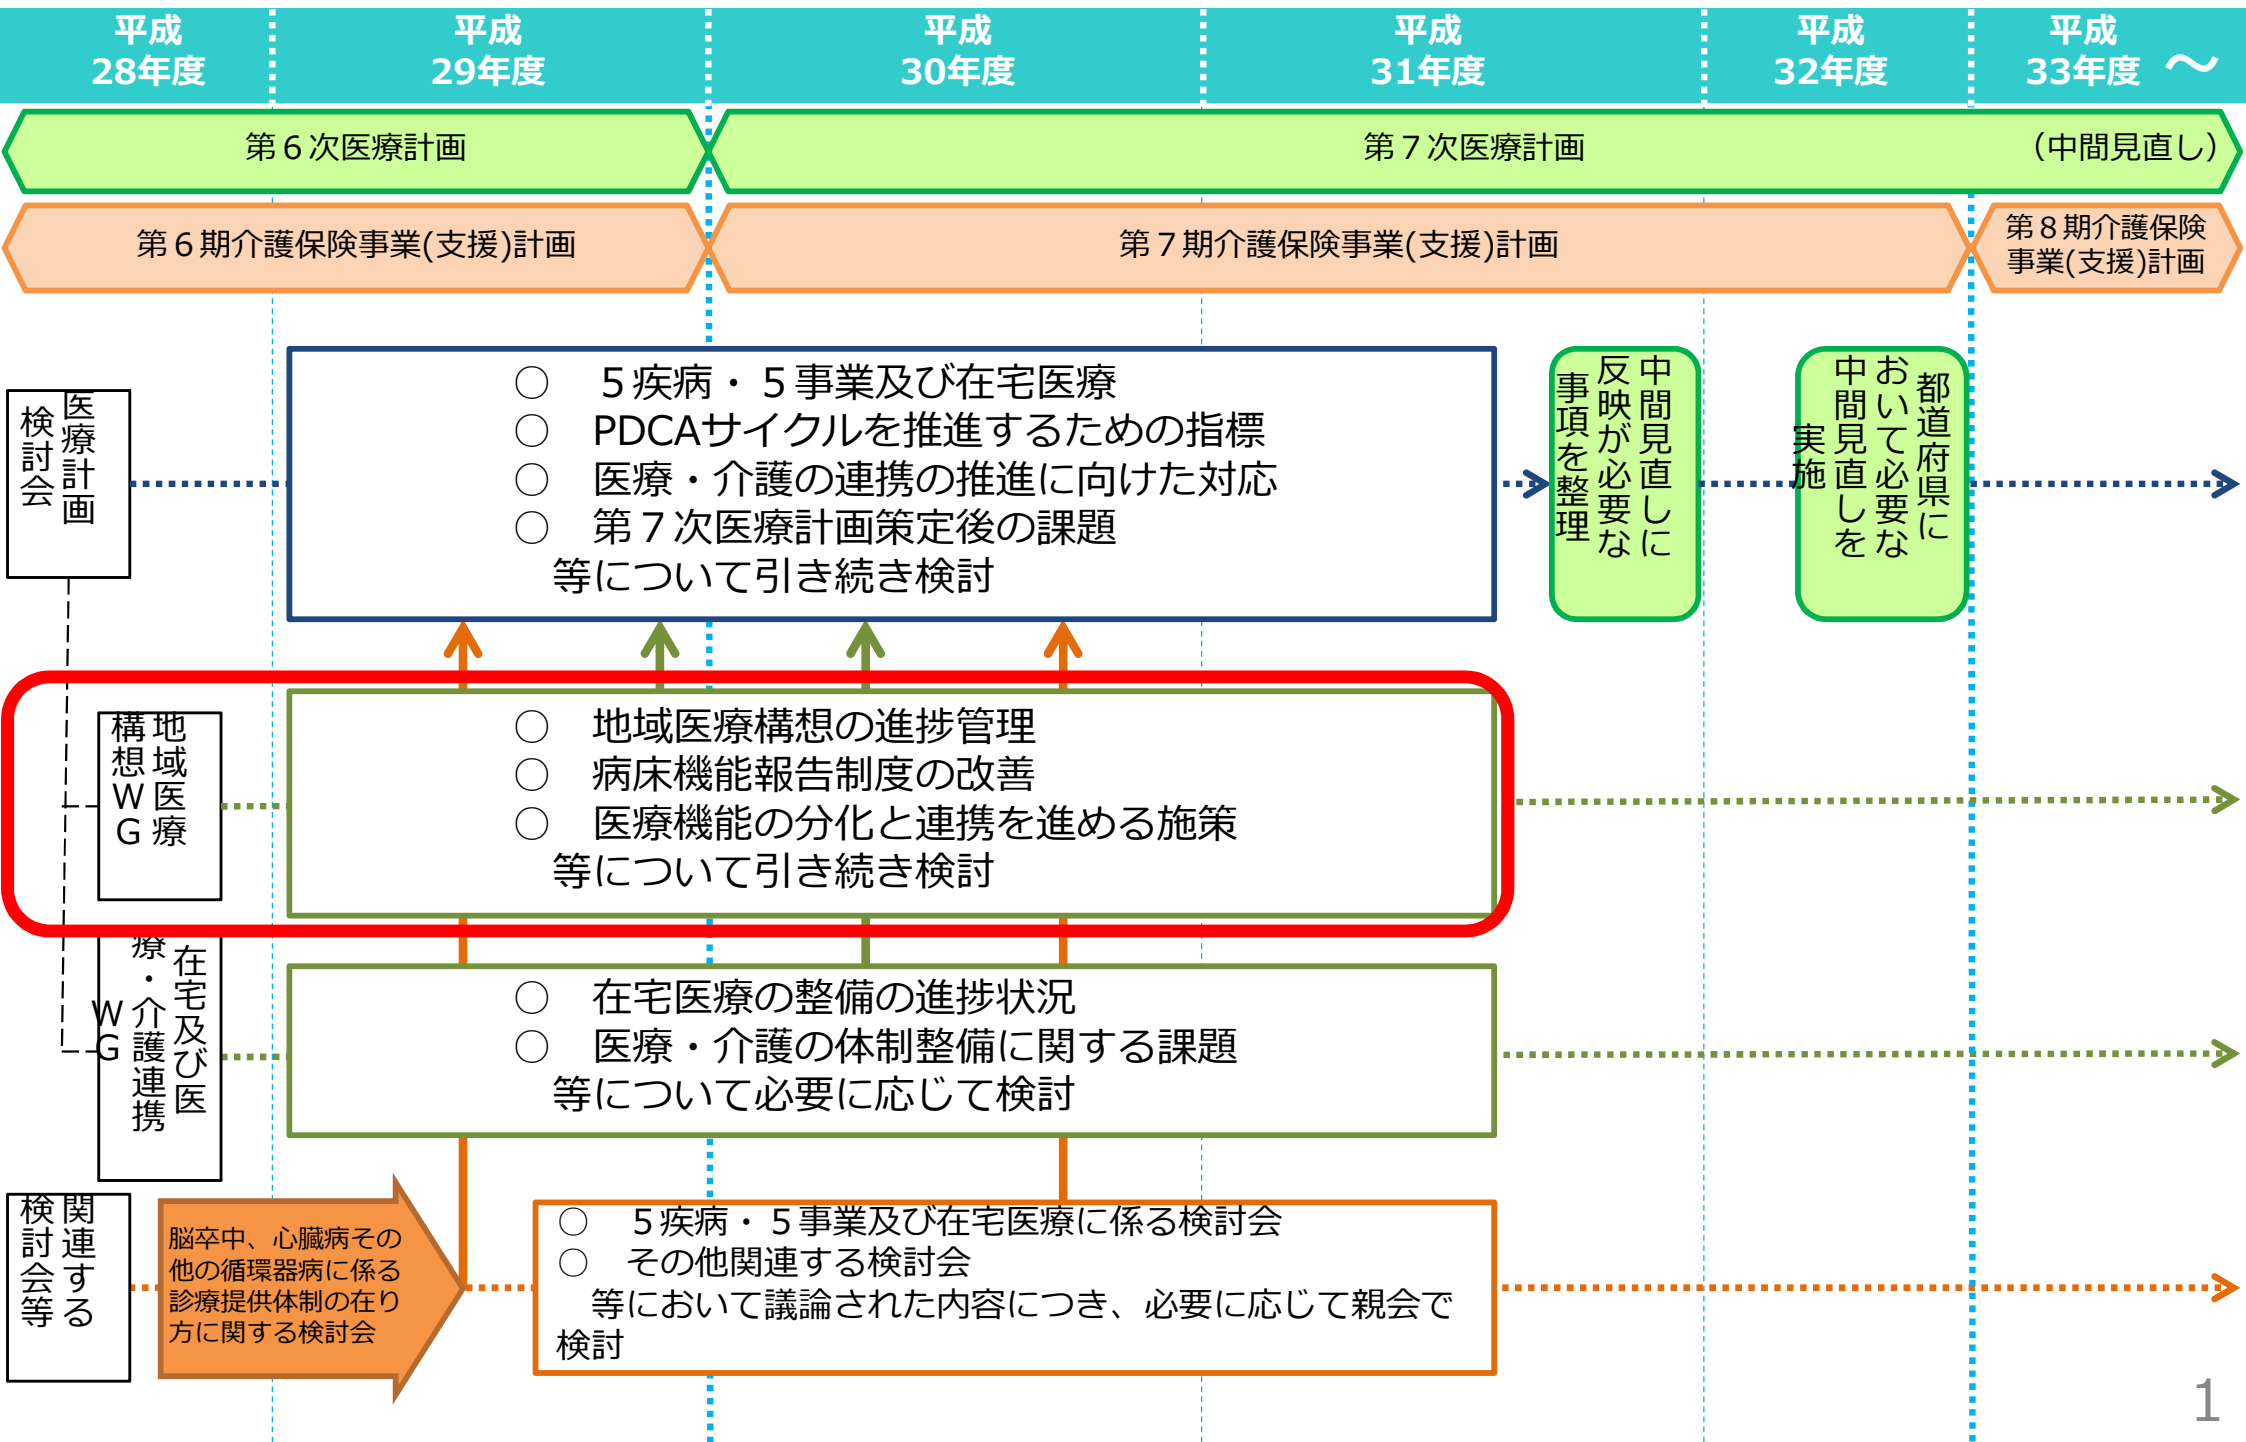 平成
28年度
平成
29年度
平成
30年度
平成
31年度
平成
32年度
平成
33年度
～
第６次医療計画
第７次医療計画
（中間見直し）
第６期介護保険事業(支援)計画
第７期介護保険事業(支援)計画
第８期介護保険
事業(支援)計画
医療計画
検討会
○　５疾病・５事業及び在宅医療
○　PDCAサイクルを推進するための指標
○　医療・介護の連携の推進に向けた対応
○　第７次医療計画策定後の課題
等について引き続き検討
中間見直しに
反映が必要な
事項を整理
都道府県に
おいて必要な
中間見直しを
実施
地域医療
構想ＷＧ
○　地域医療構想の進捗管理
○　病床機能報告制度の改善
○　医療機能の分化と連携を進める施策
等について引き続き検討
在宅及び医
療・介護連携
ＷＧ
○　在宅医療の整備の進捗状況
○　医療・介護の体制整備に関する課題
等について必要に応じて検討
関連する
検討会等
脳卒中、心臓病その
他の循環器病に係る
診療提供体制の在り
方に関する検討会
○　５疾病・５事業及び在宅医療に係る検討会
○　その他関連する検討会
等において議論された内容につき、必要に応じて親会で
検討
1